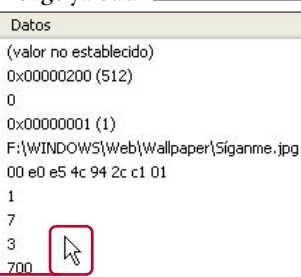 Datos
(valor no establecido)
0x00000200 (512)
0
0x00000001 (1)
F:\WINDOWS\Web\Wallpaper\Síganme.jpg
00 e0 e5 4c 94 2c c1 01
1
7
3
700